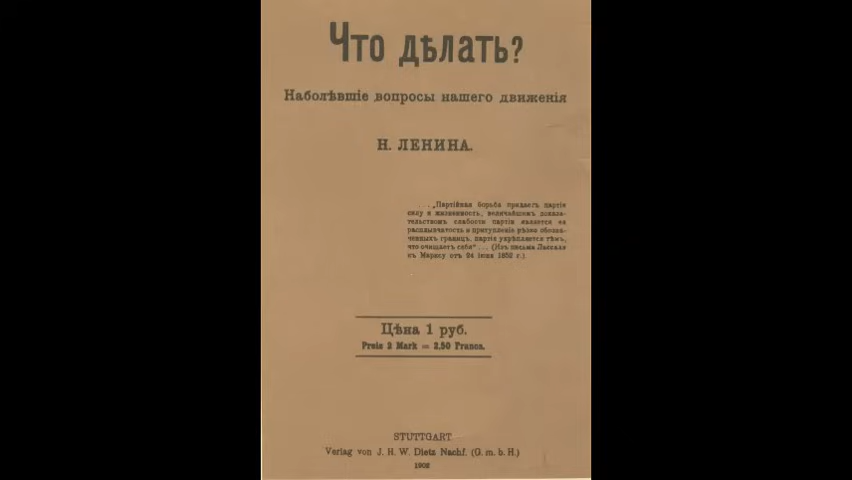 Что дѣлать?
Наболѣвшіе вопросы нашего движенія
Н. ЛЕНИНА.
. . . „Партійная борьба придаетъ партіи
силу и жизненность, величайшимъ доказа-
тельствомъ слабости партіи является ея
расплывчатость и притупленіе рѣзко обозна-
ченныхъ границъ, партія укрѣпляется тѣмъ,
что очищаетъ себя“ . . . (Изъ письма Лассаля
къ Марксу отъ 24 іюня 1852 г.)
Цѣна 1 руб.
Preis 2 Mark = 2,50 Francs.
STUTTGART
Verlag von J. H. W. Dietz Nachf. (G. m. b. H.)
1902